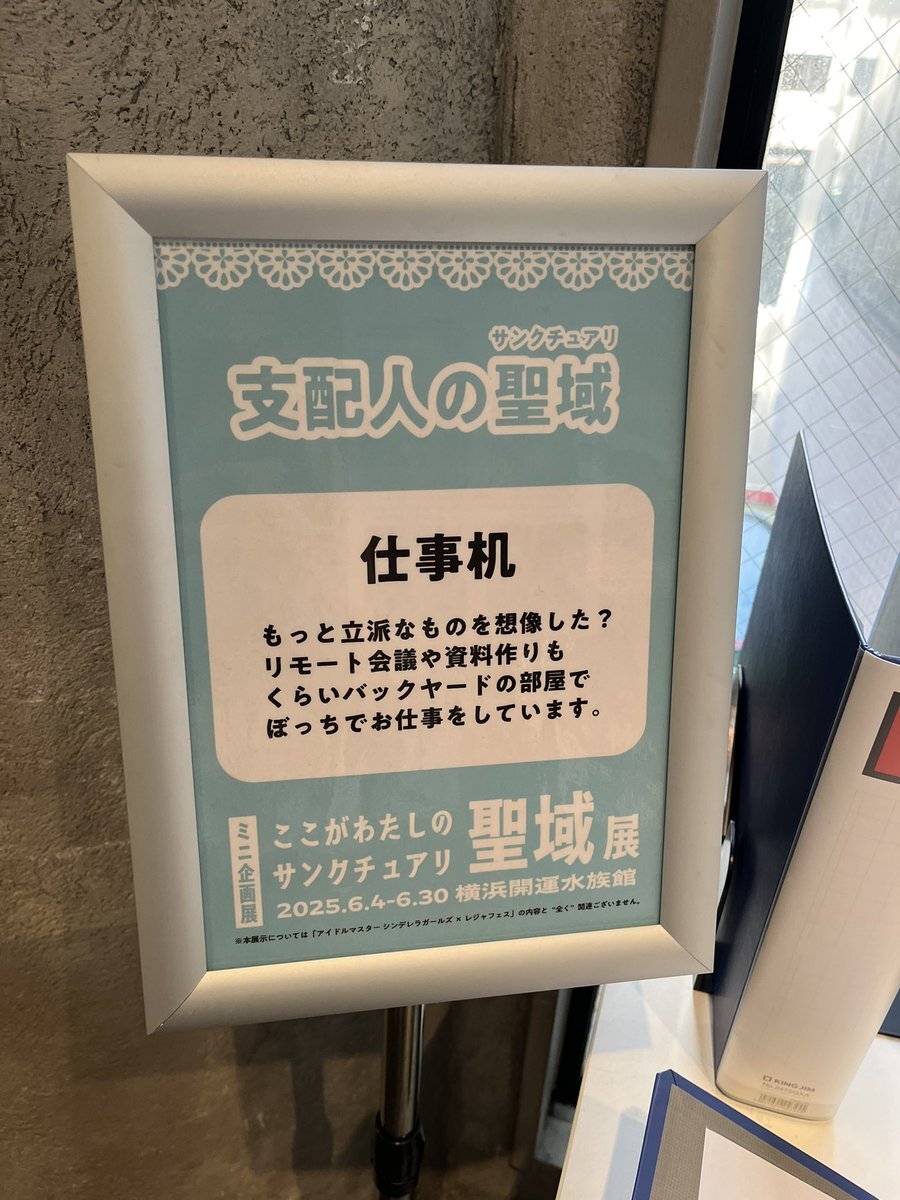 サンクチュアリ
支配人の聖域
仕事机
もっと立派なものを想像した？
リモート会議や資料作りも
くらいバックヤードの部屋で
ぼっちでお仕事をしています。
ミニ企画展
ここがわたしの
サンクチュアリ
聖域展
2025.6.4-6.30 横浜開運水族館
※本展示については「アイドルマスター シンデレラガールズ × レジャフェス」の内容と “全く” 関連ございません。
KING JIM